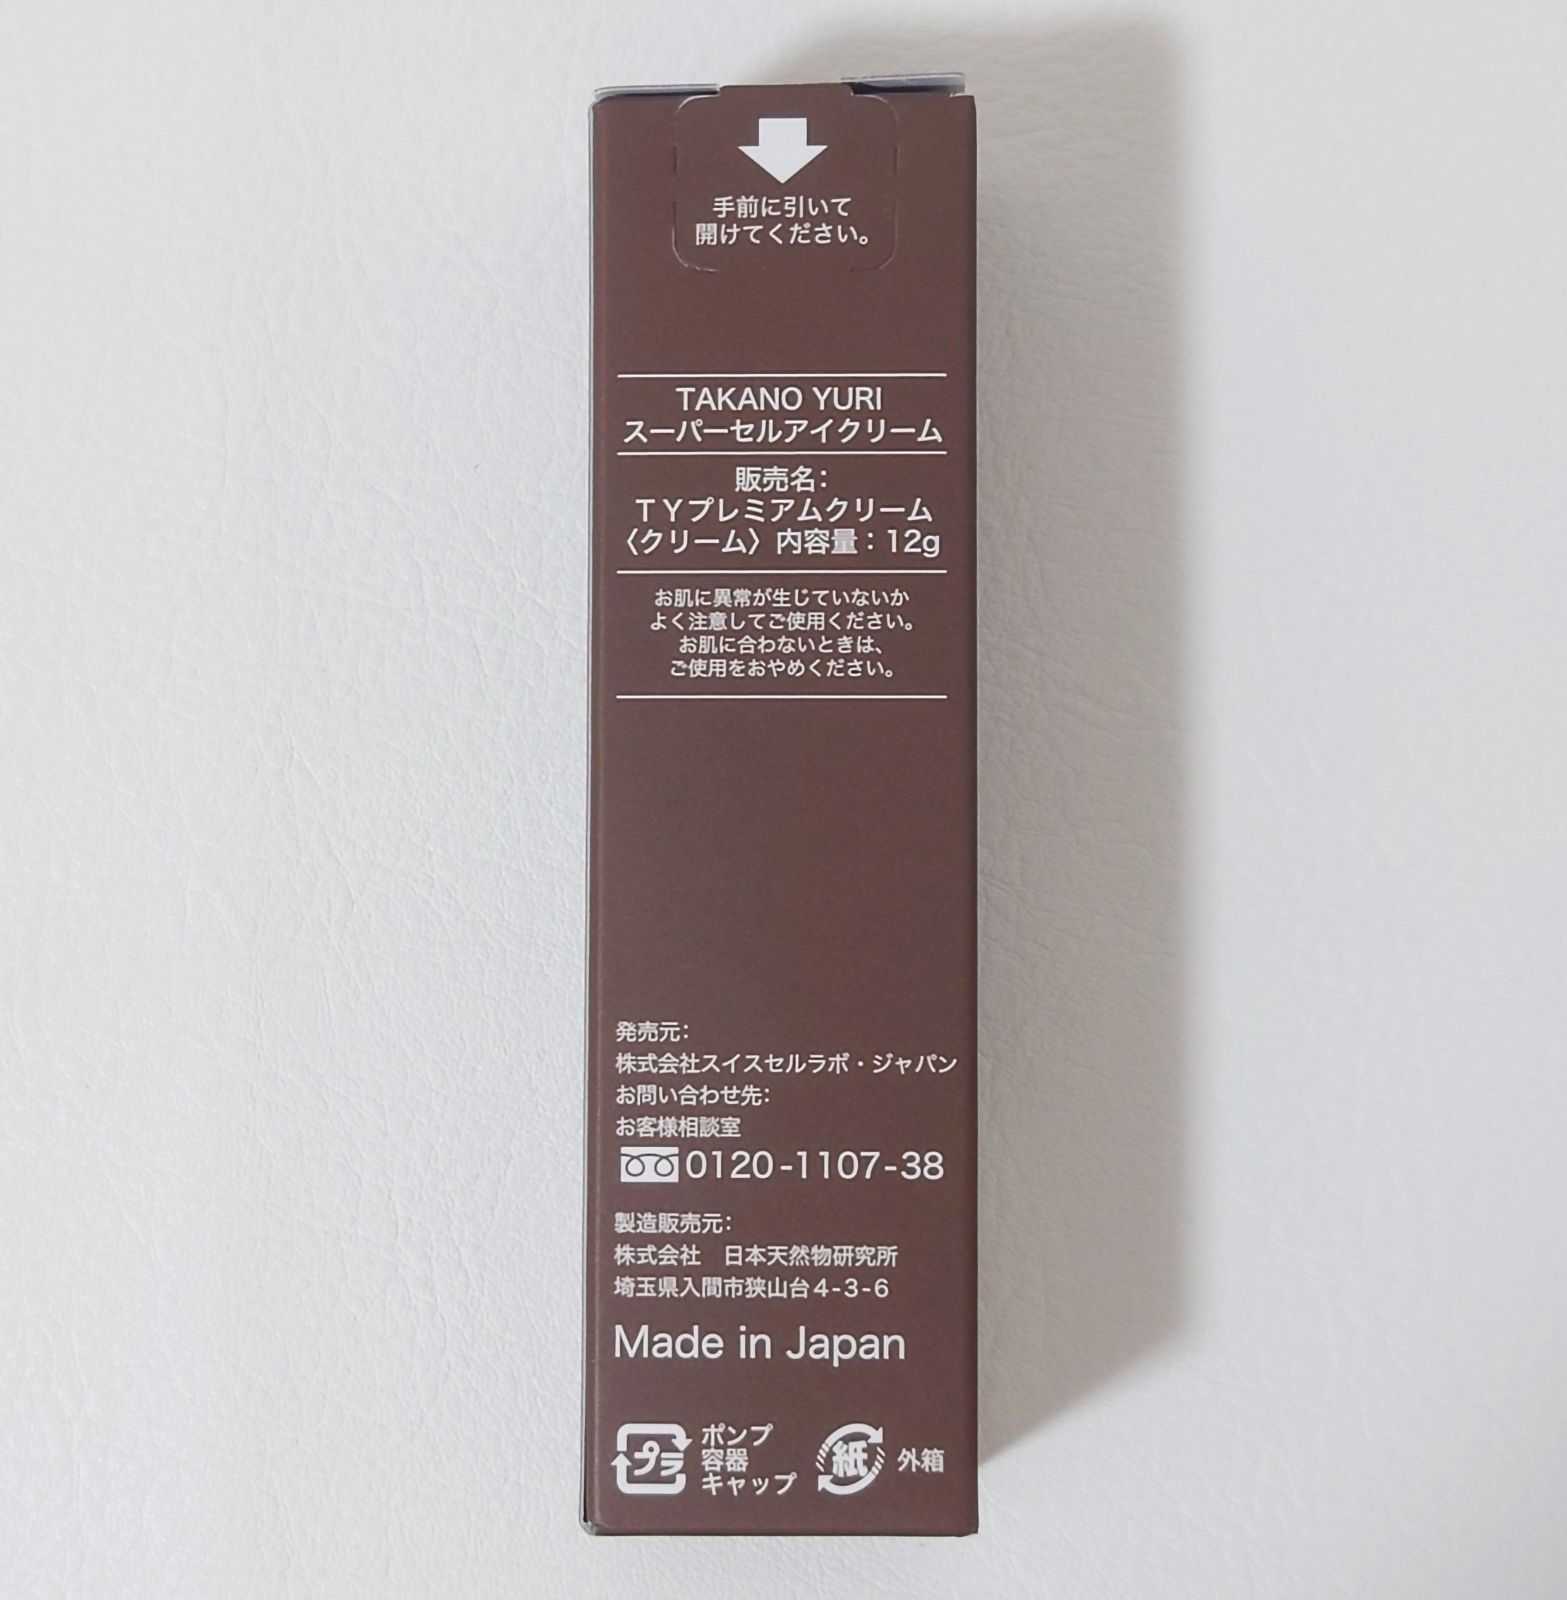 手前に引いて
開けてください。
TAKANO YURI
スーパーセルアイクリーム
販売名:
TYプレミアムクリーム
〈クリーム〉内容量:12g
お肌に異常が生じていないか
よく注意してご使用ください。
お肌に合わないときは、
ご使用をおやめください。
発売元:
株式会社スイスセルラボ・ジャパン
お問い合わせ先:
お客様相談室
0120-1107-38
製造販売元:
株式会社 日本天然物研究所
埼玉県入間市狭山台4-3-6
Made in Japan
プラ
ポンプ
容器
キャップ
紙
外箱